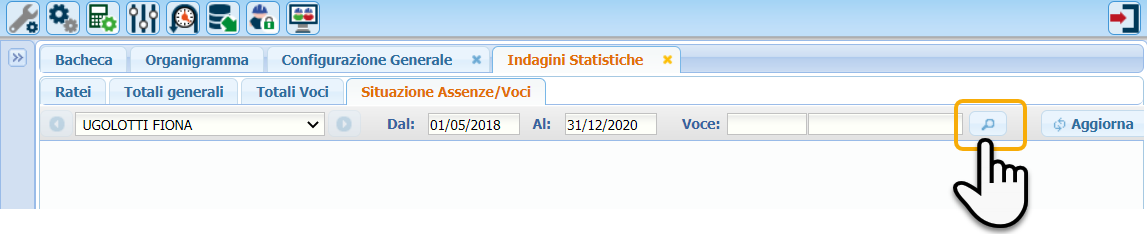 Bacheca Organigramma Configurazione Generale Indagini Statistiche
Ratei Totali generali Totali Voci Situazione Assenze/Voci
UGOLOTTI FIONA Dal: 01/05/2018 Al: 31/12/2020 Voce: Aggiorna